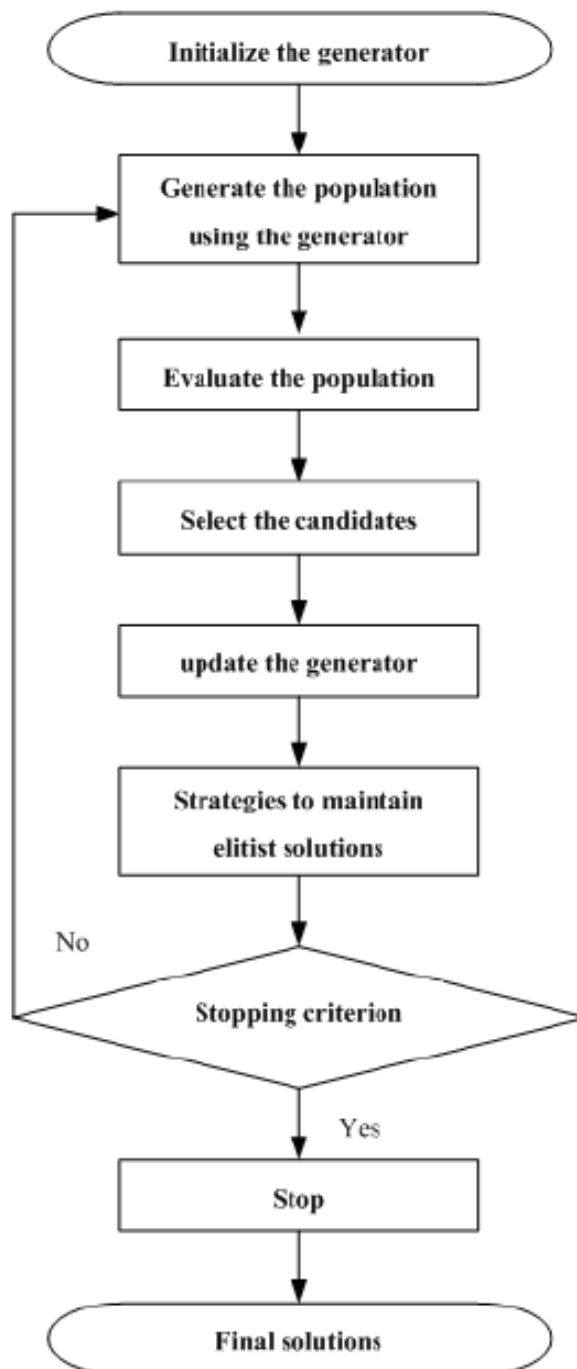 Initialize the generator
Generate the population
using the generator
Evaluate the population
Select the candidates
update the generator
Strategies to maintain
elitist solutions
No
Stopping criterion
Yes
Stop
Final solutions